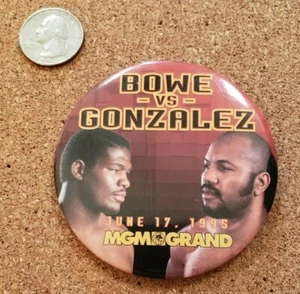 BOWE
- VS -
GONZALEZ
JUNE 17, 1995
MGM GRAND